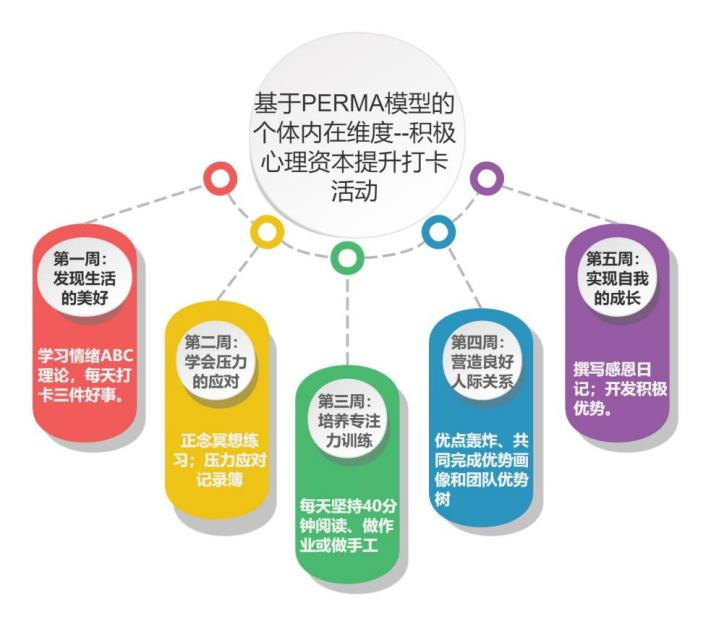 基于PERMA模型的
个体内在维度--积极
心理资本提升打卡
活动
第一周：
发现生活
的美好
学习情绪ABC
理论，每天打
卡三件好事。
第二周：
学会压力
的应对
正念冥想练
习；压力应对
记录簿
第三周：
培养专注
力训练
每天坚持40分
钟阅读、做作
业或做手工
第四周：
营造良好
人际关系
优点轰炸、共
同完成优势画
像和团队优势
树
第五周：
实现自我
的成长
撰写感恩日
记；开发积极
优势。